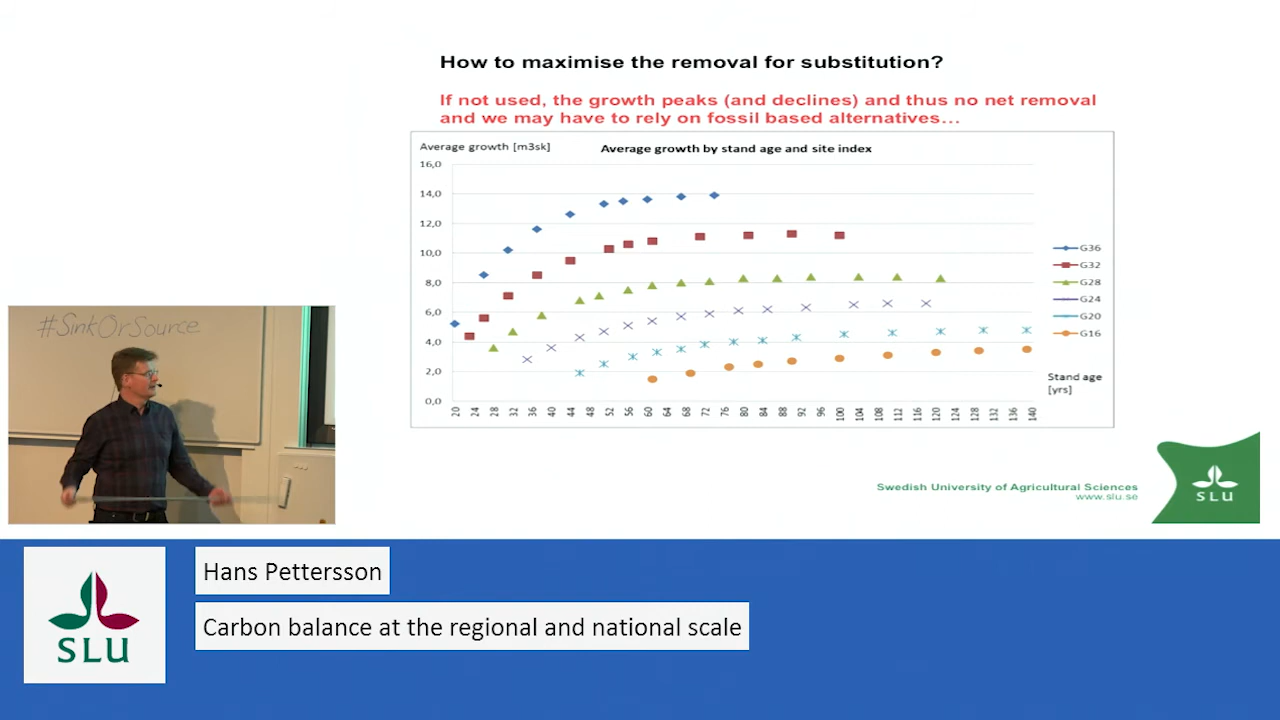 How to maximise the removal for substitution?
If not used, the growth peaks (and declines) and thus no net removal
and we may have to rely on fossil based alternatives...
Average growth [m3sk]
Average growth by stand age and site index
16,0
14,0
12,0
10,0
8,0
6,0
4,0
2,0
0,0
20 24 28 32 36 40 44 48 52 56 60 64 68 72 76 80 84 88 92 96 100 104 108 112 116 120 124 128 132 136 140
G36
G32
G28
G24
G20
G16
Stand age
[yrs]
#SinkOrSource
Swedish University of Agricultural Sciences
www.slu.se
SLU
SLU
Hans Pettersson
Carbon balance at the regional and national scale